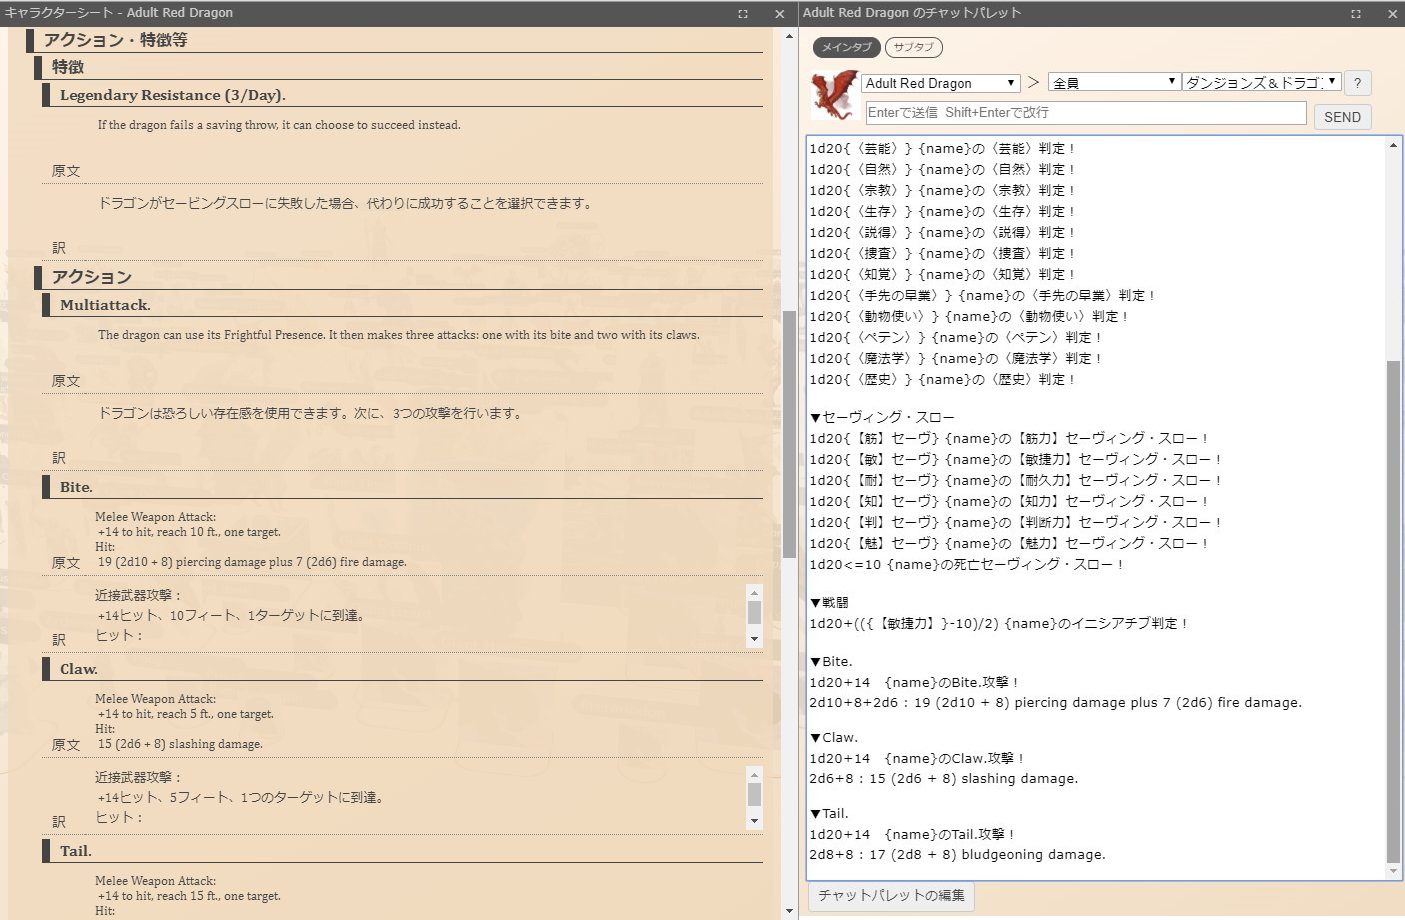 キャラクターシート - Adult Red Dragon
アクション・特徴等
特徴
Legendary Resistance (3/Day).
If the dragon fails a saving throw, it can choose to succeed instead.
原文
ドラゴンがセービングスローに失敗した場合、代わりに成功することを選択できます。
訳
アクション
Multiattack.
The dragon can use its Frightful Presence. It then makes three attacks: one with its bite and two with its claws.
原文
ドラゴンは恐ろしい存在感を使用できます。次に、3つの攻撃を行います。
訳
Bite.
Melee Weapon Attack:
+14 to hit, reach 10 ft., one target.
Hit:
原文 19 (2d10 + 8) piercing damage plus 7 (2d6) fire damage.
近接武器攻撃：
+14ヒット、10フィート、1ターゲットに到達。
ヒット：
訳
Claw.
Melee Weapon Attack:
+14 to hit, reach 5 ft., one target.
Hit:
原文 15 (2d6 + 8) slashing damage.
近接武器攻撃：
+14ヒット、5フィート、1つのターゲットに到達。
ヒット：
訳
Tail.
Melee Weapon Attack:
+14 to hit, reach 15 ft., one target.
Hit:
Adult Red Dragon のチャットパレット
メインタブ サブタブ
Adult Red Dragon > 全員 ダンジョンズ＆ドラゴ ?
Enterで送信 Shift+Enterで改行 SEND
1d20{〈芸能〉} {name}の〈芸能〉判定！
1d20{〈自然〉} {name}の〈自然〉判定！
1d20{〈宗教〉} {name}の〈宗教〉判定！
1d20{〈生存〉} {name}の〈生存〉判定！
1d20{〈説得〉} {name}の〈説得〉判定！
1d20{〈捜査〉} {name}の〈捜査〉判定！
1d20{〈知覚〉} {name}の〈知覚〉判定！
1d20{〈手先の早業〉} {name}の〈手先の早業〉判定！
1d20{〈動物使い〉} {name}の〈動物使い〉判定！
1d20{〈ペテン〉} {name}の〈ペテン〉判定！
1d20{〈魔法学〉} {name}の〈魔法学〉判定！
1d20{〈歴史〉} {name}の〈歴史〉判定！
▼セーヴィング・スロー
1d20{【筋】セーヴ} {name}の【筋力】セーヴィング・スロー！
1d20{【敏】セーヴ} {name}の【敏捷力】セーヴィング・スロー！
1d20{【耐】セーヴ} {name}の【耐久力】セーヴィング・スロー！
1d20{【知】セーヴ} {name}の【知力】セーヴィング・スロー！
1d20{【判】セーヴ} {name}の【判断力】セーヴィング・スロー！
1d20{【魅】セーヴ} {name}の【魅力】セーヴィング・スロー！
1d20<=10 {name}の死亡セーヴィング・スロー！
▼戦闘
1d20+(({【敏捷力】}-10)/2) {name}のイニシアチブ判定！
▼Bite.
1d20+14　{name}のBite.攻撃！
2d10+8+2d6 : 19 (2d10 + 8) piercing damage plus 7 (2d6) fire damage.
▼Claw.
1d20+14　{name}のClaw.攻撃！
2d6+8 : 15 (2d6 + 8) slashing damage.
▼Tail.
1d20+14　{name}のTail.攻撃！
2d8+8 : 17 (2d8 + 8) bludgeoning damage.
チャットパレットの編集